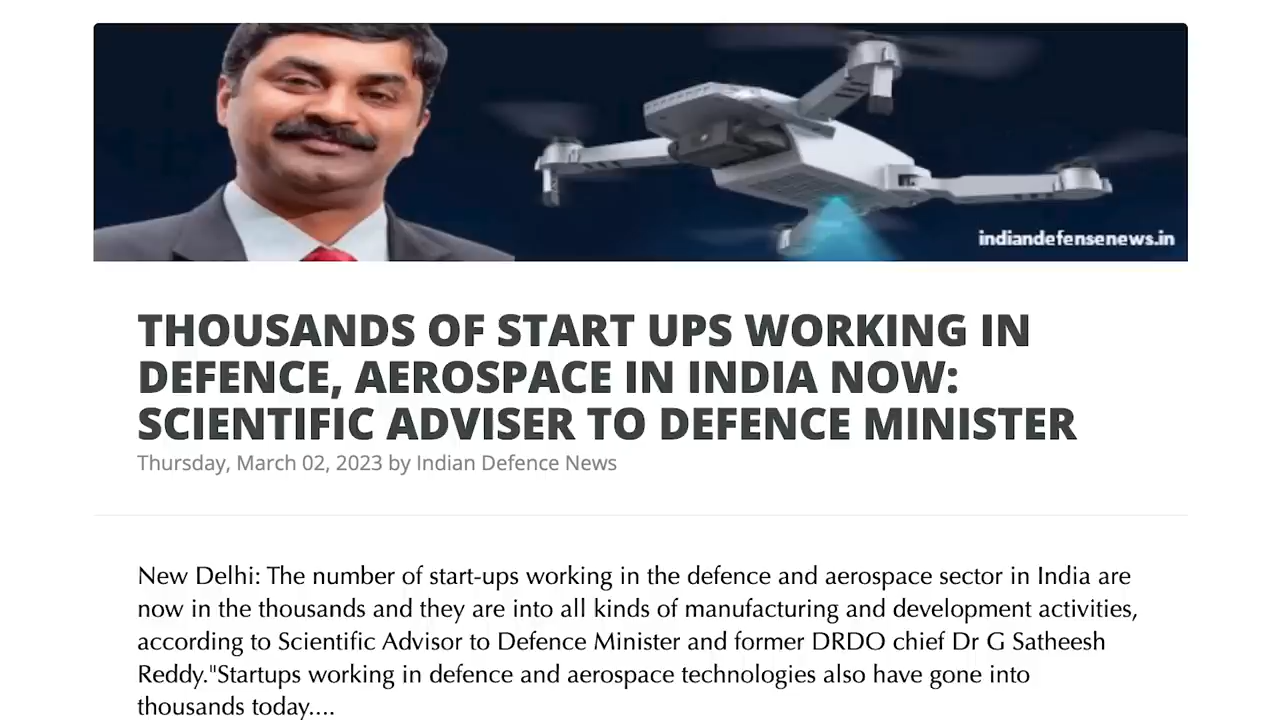 indiandefensenews.in
THOUSANDS OF START UPS WORKING IN
DEFENCE, AEROSPACE IN INDIA NOW:
SCIENTIFIC ADVISER TO DEFENCE MINISTER
Thursday, March 02, 2023 by Indian Defence News
New Delhi: The number of start-ups working in the defence and aerospace sector in India are
now in the thousands and they are into all kinds of manufacturing and development activities,
according to Scientific Advisor to Defence Minister and former DRDO chief Dr G Satheesh
Reddy."Startups working in defence and aerospace technologies also have gone into
thousands today....